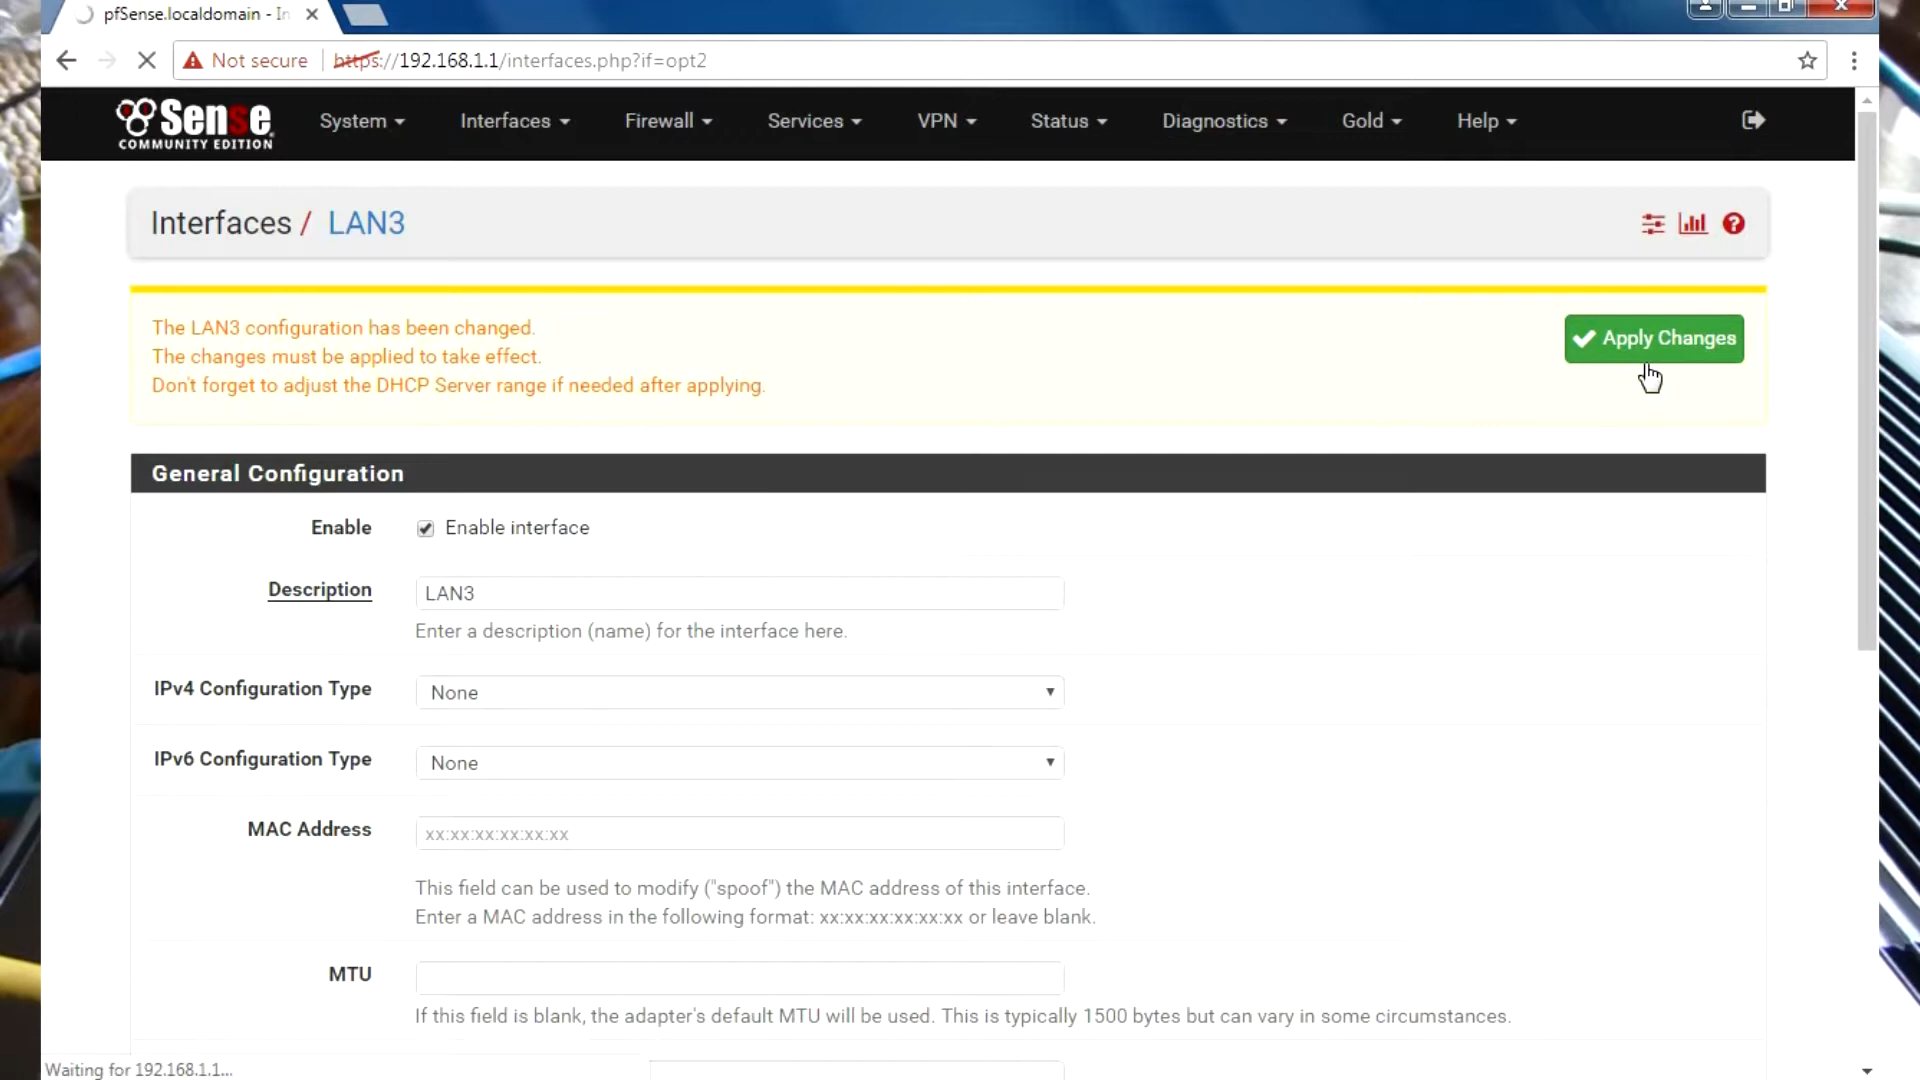 pfSense.localdomain - In
Not secure
https://192.168.1.1/interfaces.php?if=opt2
Sense
COMMUNITY EDITION
System
Interfaces
Firewall
Services
VPN
Status
Diagnostics
Gold
Help
Interfaces / LAN3
The LAN3 configuration has been changed.
The changes must be applied to take effect.
Don't forget to adjust the DHCP Server range if needed after applying.
Apply Changes
General Configuration
Enable
Enable interface
Description
LAN3
Enter a description (name) for the interface here.
IPv4 Configuration Type
None
IPv6 Configuration Type
None
MAC Address
xx:xx:xx:xx:xx:xx
This field can be used to modify ("spoof") the MAC address of this interface.
Enter a MAC address in the following format: xx:xx:xx:xx:xx:xx or leave blank.
MTU
If this field is blank, the adapter's default MTU will be used. This is typically 1500 bytes but can vary in some circumstances.
Waiting for 192.168.1.1...